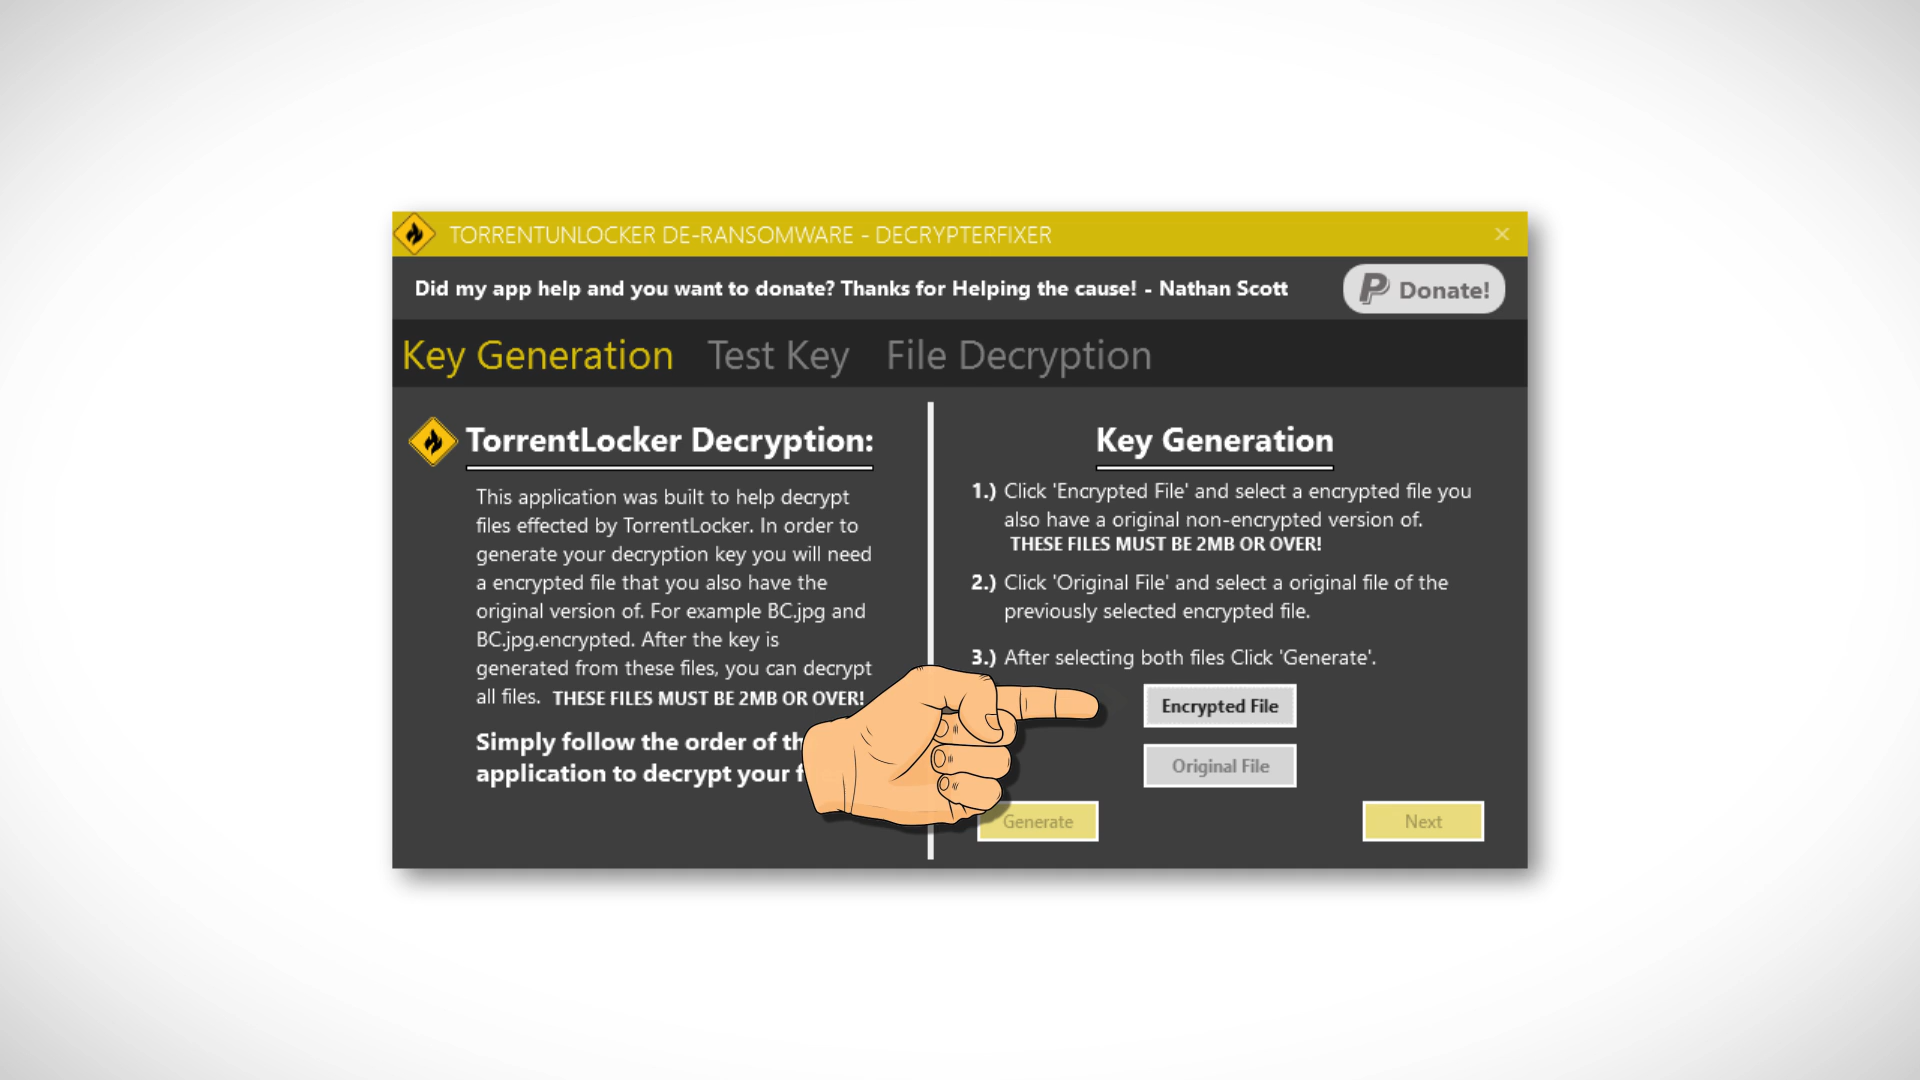 TORRENTUNLOCKER DE-RANSOMWARE - DECRYPTERFIXER
Did my app help and you want to donate? Thanks for Helping the cause! - Nathan Scott
Donate!
Key Generation
Test Key
File Decryption
TorrentLocker Decryption:
This application was built to help decrypt
files effected by TorrentLocker. In order to
generate your decryption key you will need
a encrypted file that you also have the
original version of. For example BC.jpg and
BC.jpg.encrypted. After the key is
generated from these files, you can decrypt
all files. THESE FILES MUST BE 2MB OR OVER!
Simply follow the order of
application to decrypt your
Key Generation
1.) Click 'Encrypted File' and select a encrypted file you
also have a original non-encrypted version of.
THESE FILES MUST BE 2MB OR OVER!
2.) Click 'Original File' and select a original file of the
previously selected encrypted file.
3.) After selecting both files Click 'Generate'.
Encrypted File
Original File
Generate
Next